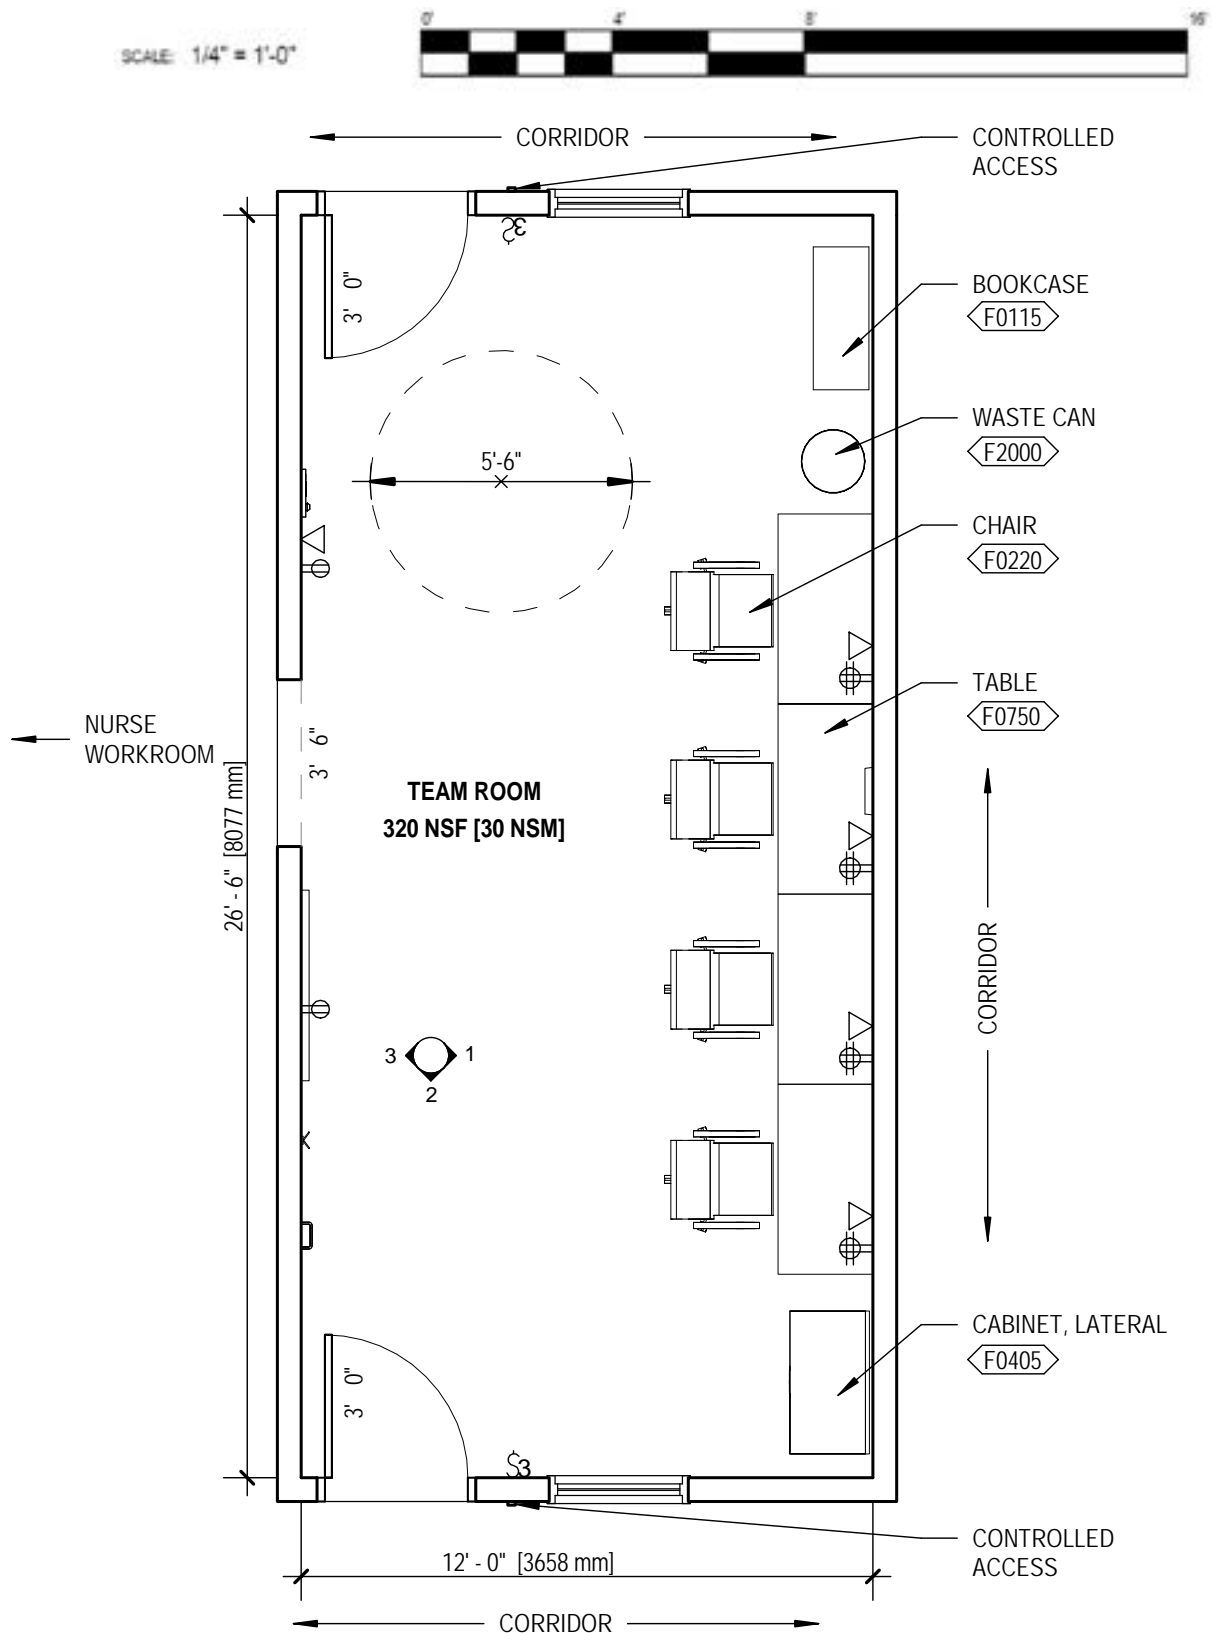 0' 4' 8' 16'
SCALE: 1/4" = 1'-0"
CORRIDOR
CONTROLLED
ACCESS
3
3' 0"
BOOKCASE
F0115
WASTE CAN
F2000
5'-6"
CHAIR
F0220
TABLE
F0750
NURSE
WORKROOM
3' 6"
TEAM ROOM
320 NSF [30 NSM]
26' - 6" [8077 mm]
CORRIDOR
3 1
2
CABINET, LATERAL
F0405
3' 0"
$3
CONTROLLED
ACCESS
12' - 0" [3658 mm]
CORRIDOR